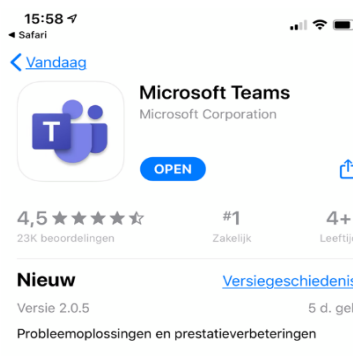 15:58
Safari
Vandaag
Microsoft Teams
Microsoft Corporation
T
OPEN
4,5 #1 4+
23K beoordelingen Zakelijk Leeftij
Nieuw Versiegeschiedenis
Versie 2.0.5 5 d. gel
Probleemoplossingen en prestatieverbeteringen